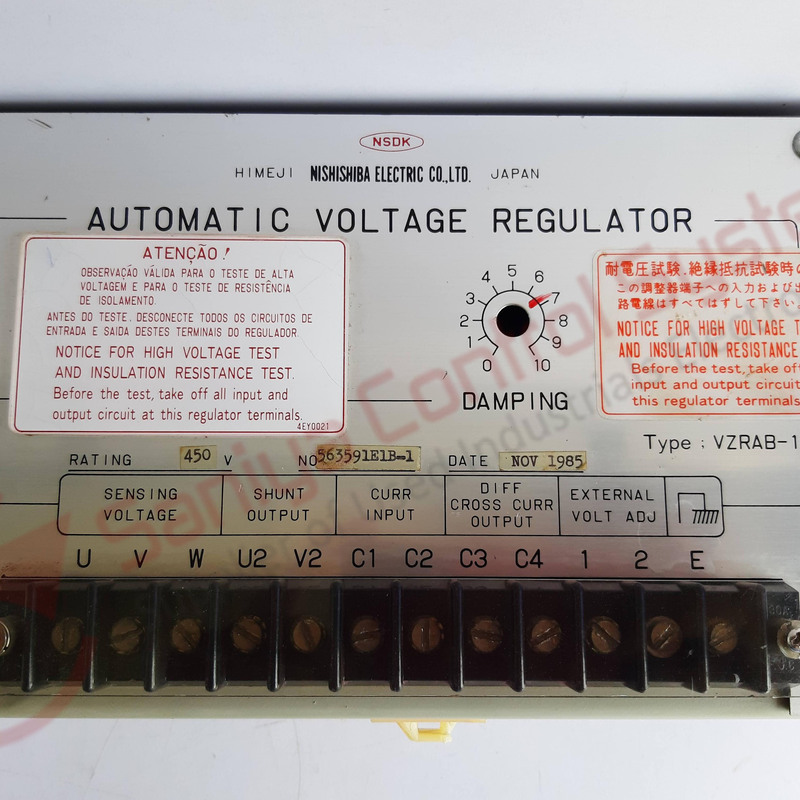 NSDK
HIMEJI NISHISHIBA ELECTRIC CO.,LTD. JAPAN
AUTOMATIC VOLTAGE REGULATOR
ATENÇÃO!
OBSERVAÇÃO VÁLIDA PARA O TESTE DE ALTA
VOLTAGEM E PARA O TESTE DE RESISTÊNCIA
DE ISOLAMENTO.
ANTES DO TESTE. DESCONECTE TODOS OS CIRCUITOS DE
ENTRADA E SAIDA DESTES TERMINAIS DO REGULADOR.
NOTICE FOR HIGH VOLTAGE TEST
AND INSULATION RESISTANCE TEST.
Before the test, take off all input and
output circuit at this regulator terminals.
4EY0021
0 1 2 3 4 5 6 7 8 9 10
DAMPING
耐電圧試験.絶縁抵抗試験時の
この調整器端子への入力および出
路電線はすべてはずして下さい。
NOTICE FOR HIGH VOLTAGE T
AND INSULATION RESISTANCE
Before the test, take off
input and output circuit
this regulator terminals
Type : VZRAB-1
RATING 450 V NO 563591E1B-1 DATE NOV 1985
SENSING VOLTAGE
SHUNT OUTPUT
CURR INPUT
DIFF CROSS CURR OUTPUT
EXTERNAL VOLT ADJ
U V W U2 V2 C1 C2 C3 C4 1 2 E
Sanjye Control Syste